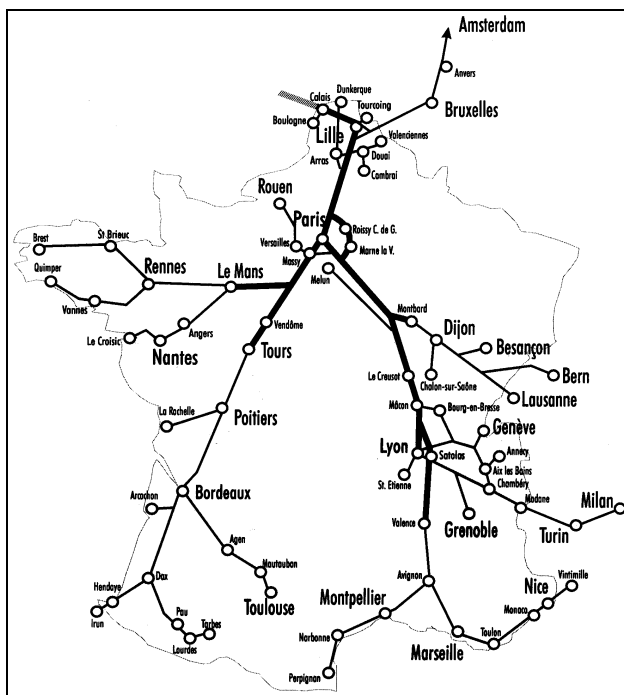 Amsterdam
Anvers
Bruxelles
Dunkerque
Calais
Tourcoing
Boulogne
Lille
Valenciennes
Arras
Douai
Cambrai
Rouen
Paris
Roissy C. de G.
Versailles
Marne la V.
Massy
Melun
Brest
St.Brieuc
Quimper
Rennes
Le Mans
Vannes
Angers
Le Croisic
Nantes
Vendôme
Tours
Montbard
Dijon
Besançon
Bern
Le Creusot
Chalon-sur-Saône
Lausanne
Mâcon
Bourg-en-Bresse
Genève
La Rochelle
Poitiers
Lyon
Satolas
Annecy
Aix les Bains
St. Etienne
Chambéry
Modane
Milan
Turin
Grenoble
Valence
Bordeaux
Arcachon
Agen
Mautauban
Toulouse
Dax
Hendaye
Irun
Pau
Tarbes
Lourdes
Avignon
Montpellier
Nice
Vintimille
Monaco
Narbonne
Marseille
Toulon
Perpignan